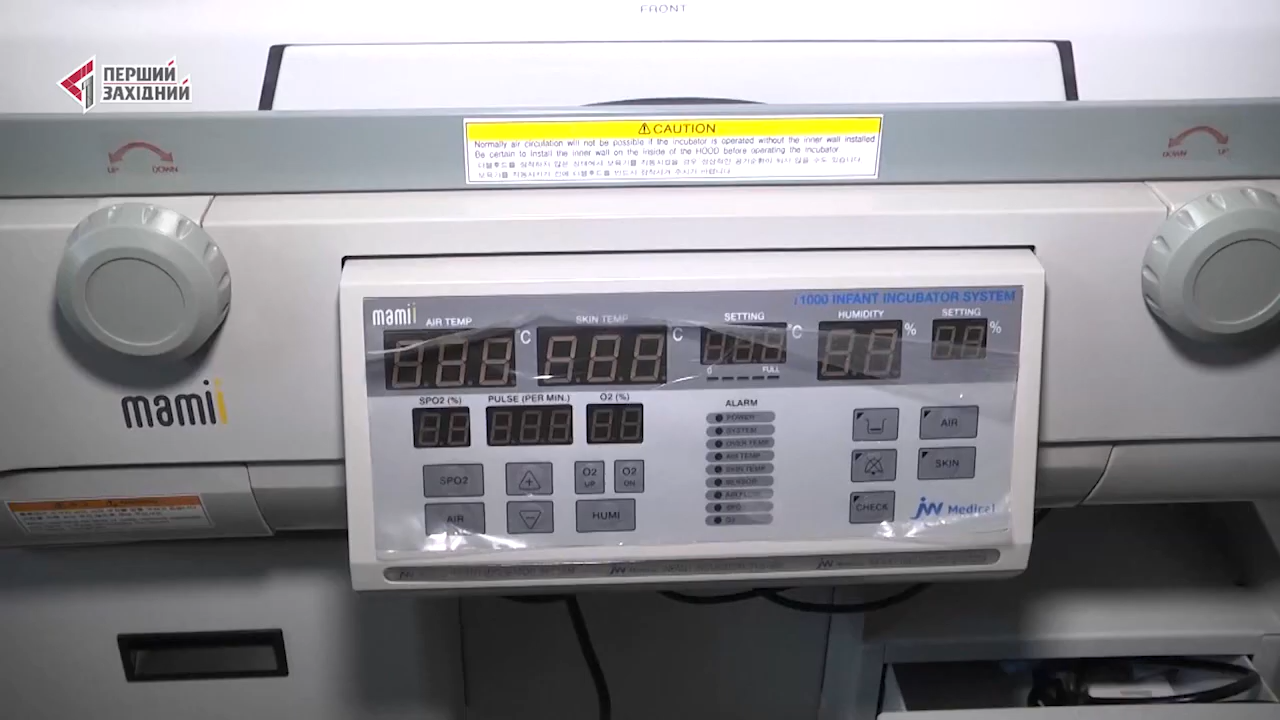 FRONT
ПЕРШИЙ
ЗАХІДНИЙ
CAUTION
Normally air circulation will not be possible if the incubator is operated without the inner wall installed
Be certain to install the inner wall on the inside of the HOOD before operating the incubator
UP DOWN
DOWN UP
mamii
i1000 INFANT INCUBATOR SYSTEM
mamii
AIR TEMP
SKIN TEMP
SETTING
HUMIDITY
SETTING
°C
°C
°C
%
%
0 FULL
SPO2 (%)
PULSE (PER MIN.)
O2 (%)
ALARM
POWER
SYSTEM
OVER TEMP
AIR TEMP
SKIN TEMP
SENSOR
AIR FLOW
SPO2
O2
SPO2
O2 UP
O2 ON
AIR
HUMI
AIR
SKIN
CHECK
jw Medical